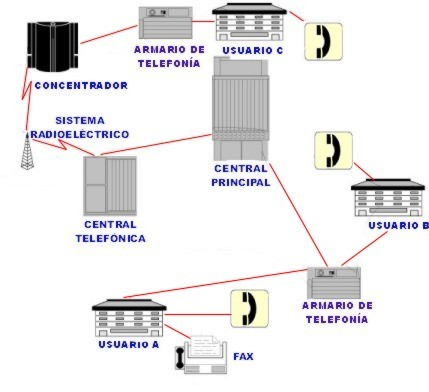 ARMARIO DE
TELEFONÍA
USUARIO C
CONCENTRADOR
SISTEMA
RADIOELÉCTRICO
CENTRAL
PRINCIPAL
CENTRAL
TELEFÓNICA
USUARIO B
ARMARIO DE
TELEFONÍA
USUARIO A
FAX